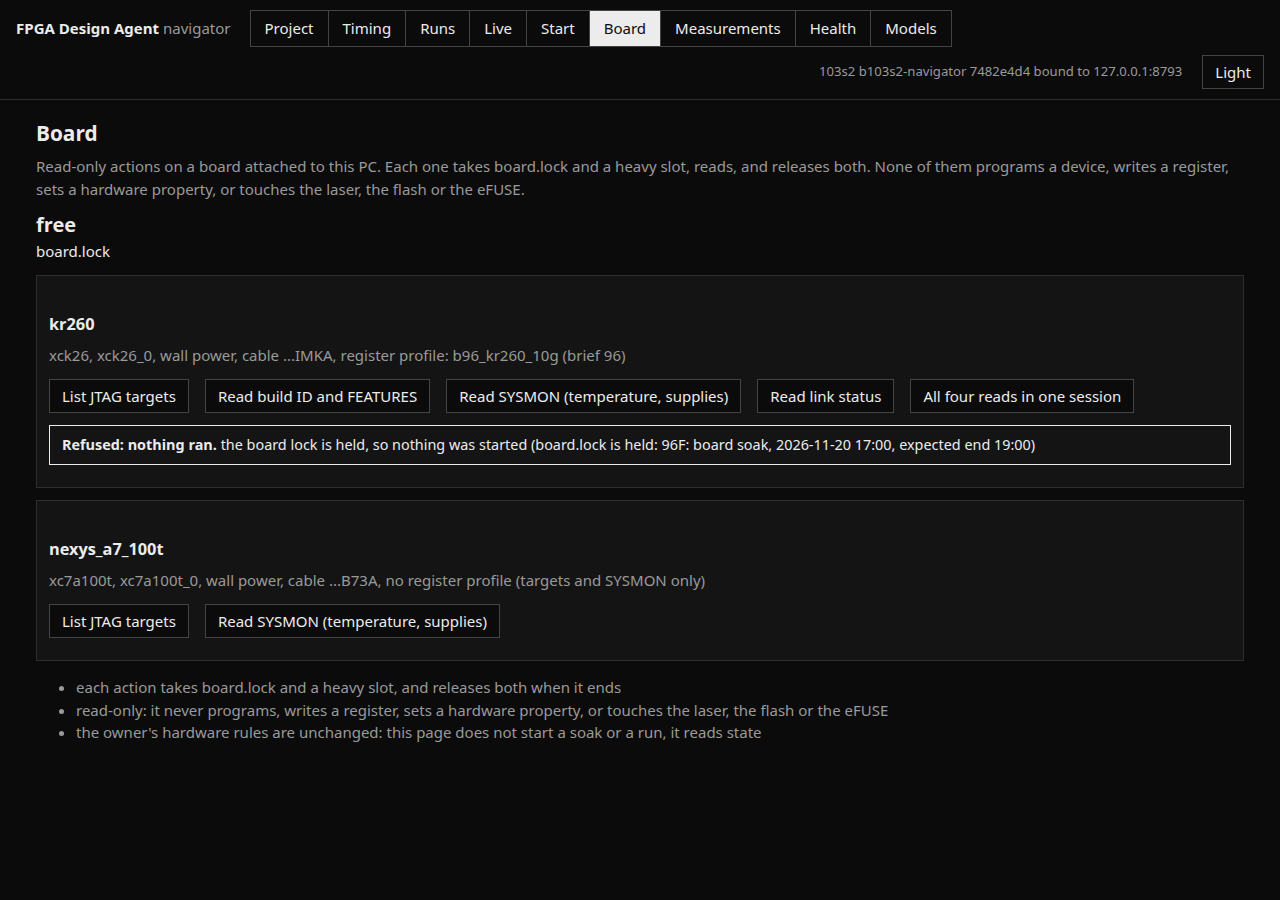 FPGA Design Agent navigator
Project Timing Runs Live Start Board Measurements Health Models
103s2 b103s2-navigator 7482e4d4 bound to 127.0.0.1:8793
Light
Board
Read-only actions on a board attached to this PC. Each one takes board.lock and a heavy slot, reads, and releases both. None of them programs a device, writes a register,
sets a hardware property, or touches the laser, the flash or the eFUSE.
free
board.lock
kr260
xck26, xck26_0, wall power, cable ...IMKA, register profile: b96_kr260_10g (brief 96)
List JTAG targets Read build ID and FEATURES Read SYSMON (temperature, supplies) Read link status All four reads in one session
Refused: nothing ran. the board lock is held, so nothing was started (board.lock is held: 96F: board soak, 2026-11-20 17:00, expected end 19:00)
nexys_a7_100t
xc7a100t, xc7a100t_0, wall power, cable ...B73A, no register profile (targets and SYSMON only)
List JTAG targets Read SYSMON (temperature, supplies)
• each action takes board.lock and a heavy slot, and releases both when it ends
• read-only: it never programs, writes a register, sets a hardware property, or touches the laser, the flash or the eFUSE
• the owner's hardware rules are unchanged: this page does not start a soak or a run, it reads state